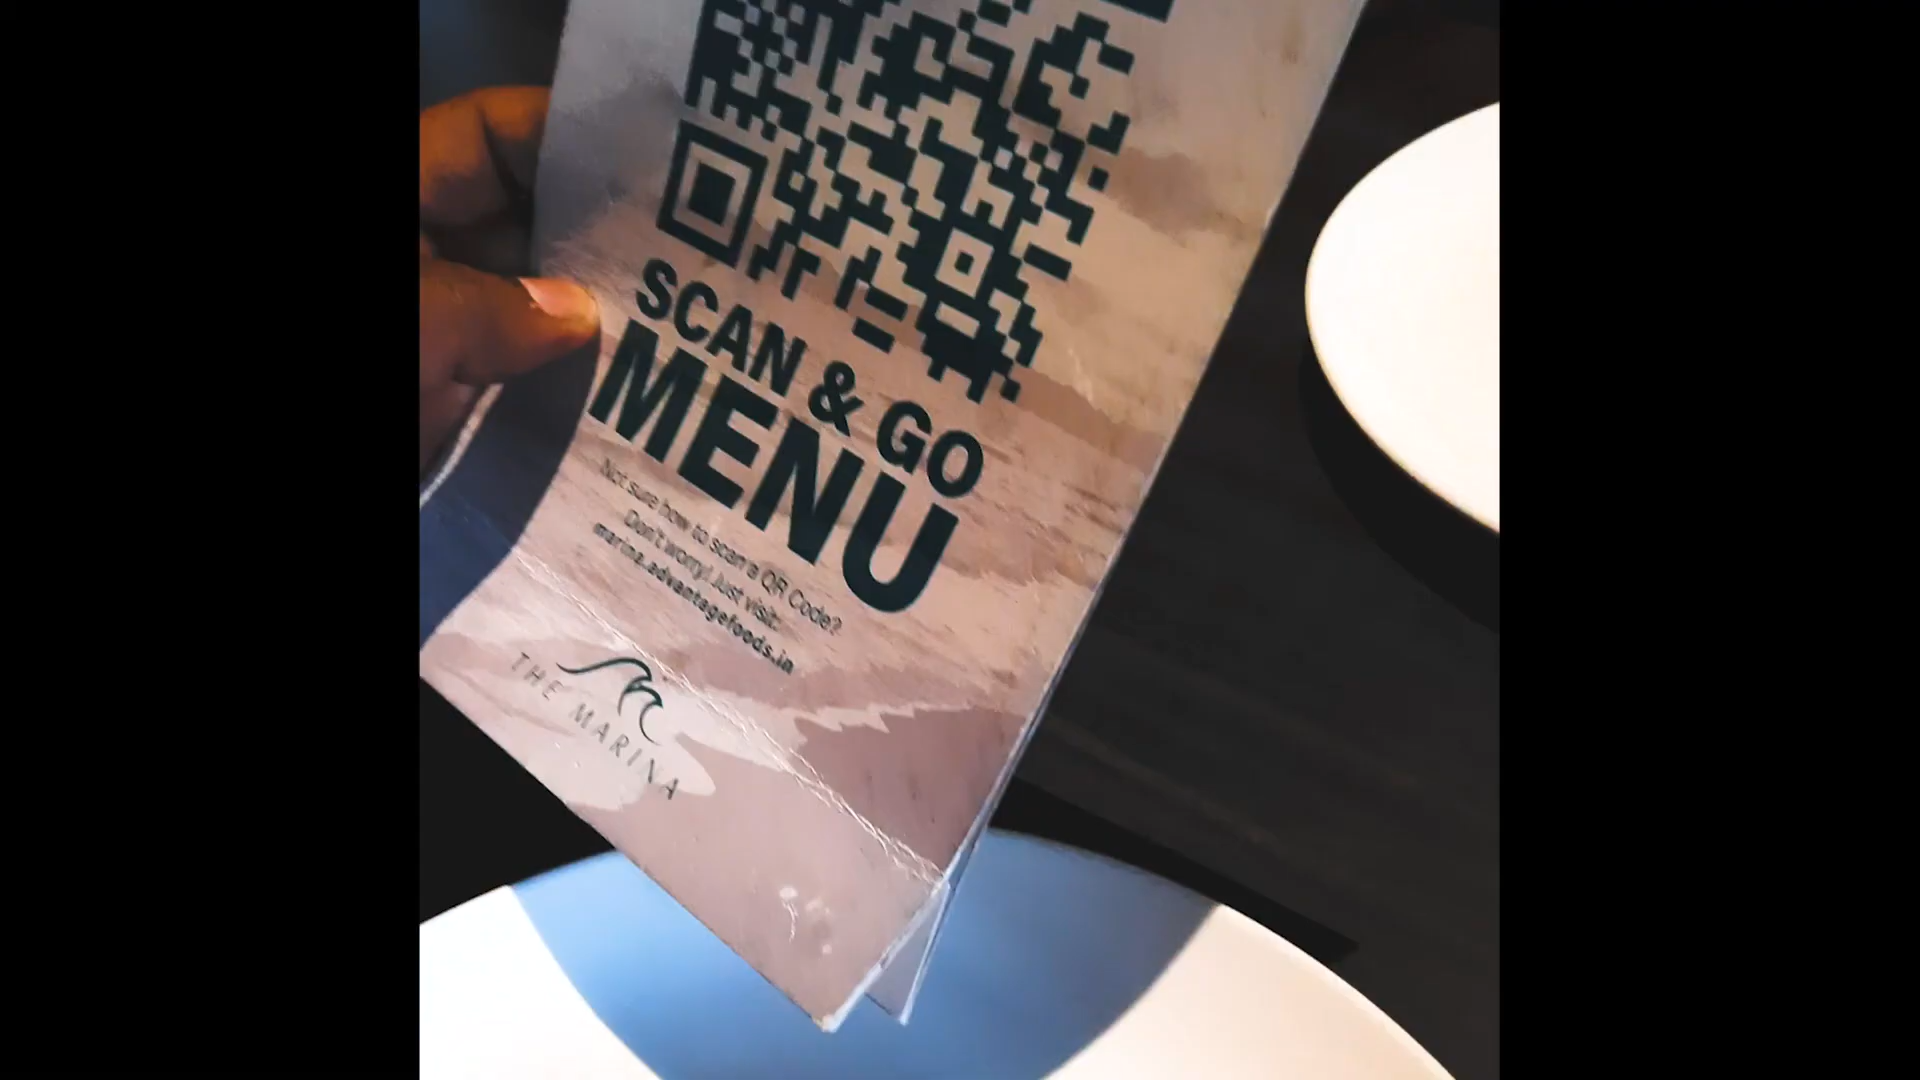 SCAN & GO
MENU
Not sure how to scan a QR Code?
Don't worry! Just visit:
marina.advantagefoods.in
THE MARINA